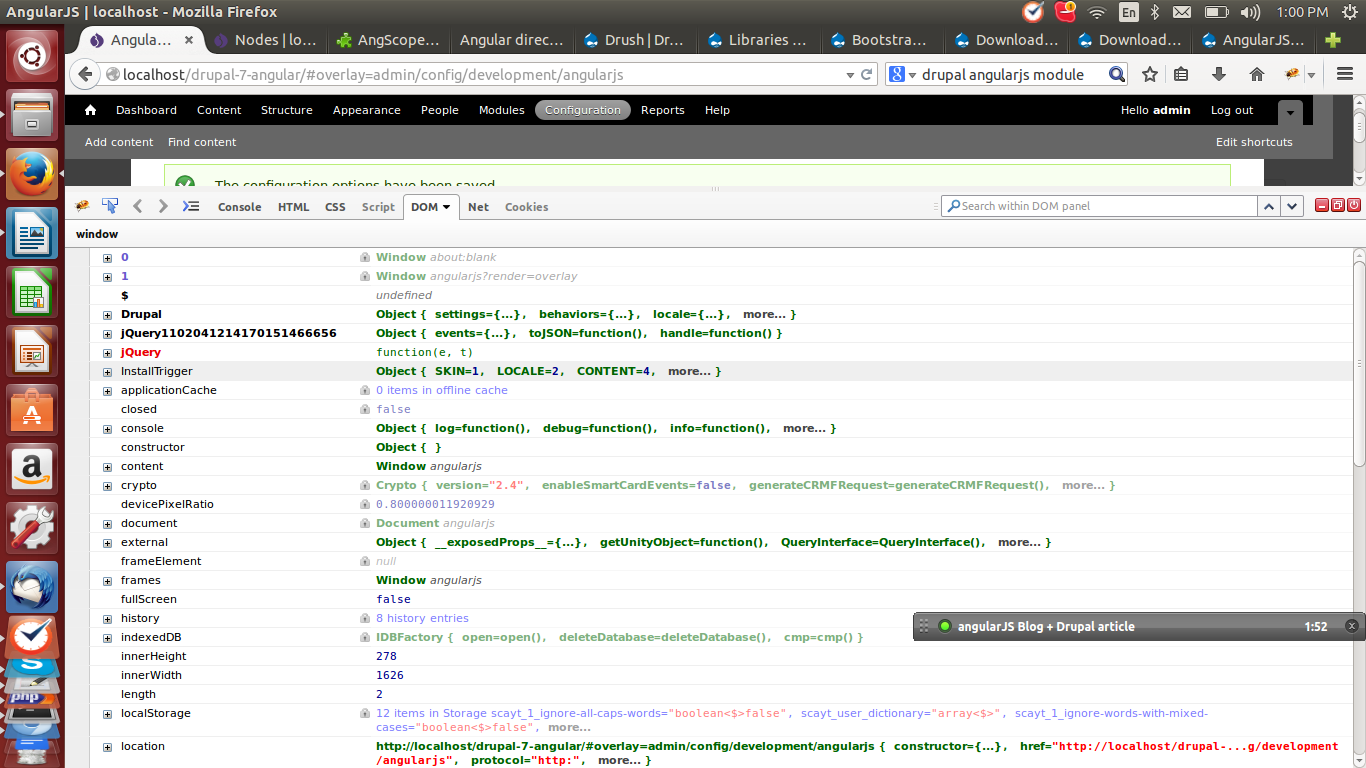 AngularJS | localhost - Mozilla Firefox
En
1:00 PM
Angula...
Nodes | lo...
AngScope...
Angular direc...
Drush | Dr...
Libraries ...
Bootstra...
Download...
Download...
AngularJS...
localhost/drupal-7-angular/#overlay=admin/config/development/angularjs
drupal angularjs module
Dashboard Content Structure Appearance People Modules Configuration Reports Help
Hello admin Log out
Add content Find content
Edit shortcuts
The configuration options have been saved
Console HTML CSS Script DOM Net Cookies
Search within DOM panel
window
0 Window about:blank
1 Window angularjs?render=overlay
$ undefined
Drupal Object { settings={...}, behaviors={...}, locale={...}, more... }
jQuery1102041214170151466656 Object { events={...}, toJSON=function(), handle=function() }
jQuery function(e, t)
InstallTrigger Object { SKIN=1, LOCALE=2, CONTENT=4, more... }
applicationCache 0 items in offline cache
closed false
console Object { log=function(), debug=function(), info=function(), more... }
constructor Object { }
content Window angularjs
crypto Crypto { version="2.4", enableSmartCardEvents=false, generateCRMFRequest=generateCRMFRequest(), more... }
devicePixelRatio 0.800000011920929
document Document angularjs
external Object { __exposedProps__={...}, getUnityObject=function(), QueryInterface=QueryInterface(), more... }
frameElement null
frames Window angularjs
fullScreen false
history 8 history entries
indexedDB IDBFactory { open=open(), deleteDatabase=deleteDatabase(), cmp=cmp() }
angularJS Blog + Drupal article 1:52
innerHeight 278
innerWidth 1626
length 2
localStorage 12 items in Storage scayt_1_ignore-all-caps-words="boolean<$>false", scayt_user_dictionary="array<$>", scayt_1_ignore-words-with-mixed-
cases="boolean<$>false", more...
location http://localhost/drupal-7-angular/#overlay=admin/config/development/angularjs { constructor={...}, href="http://localhost/drupal-...g/development
/angularjs", protocol="http:", more... }
php